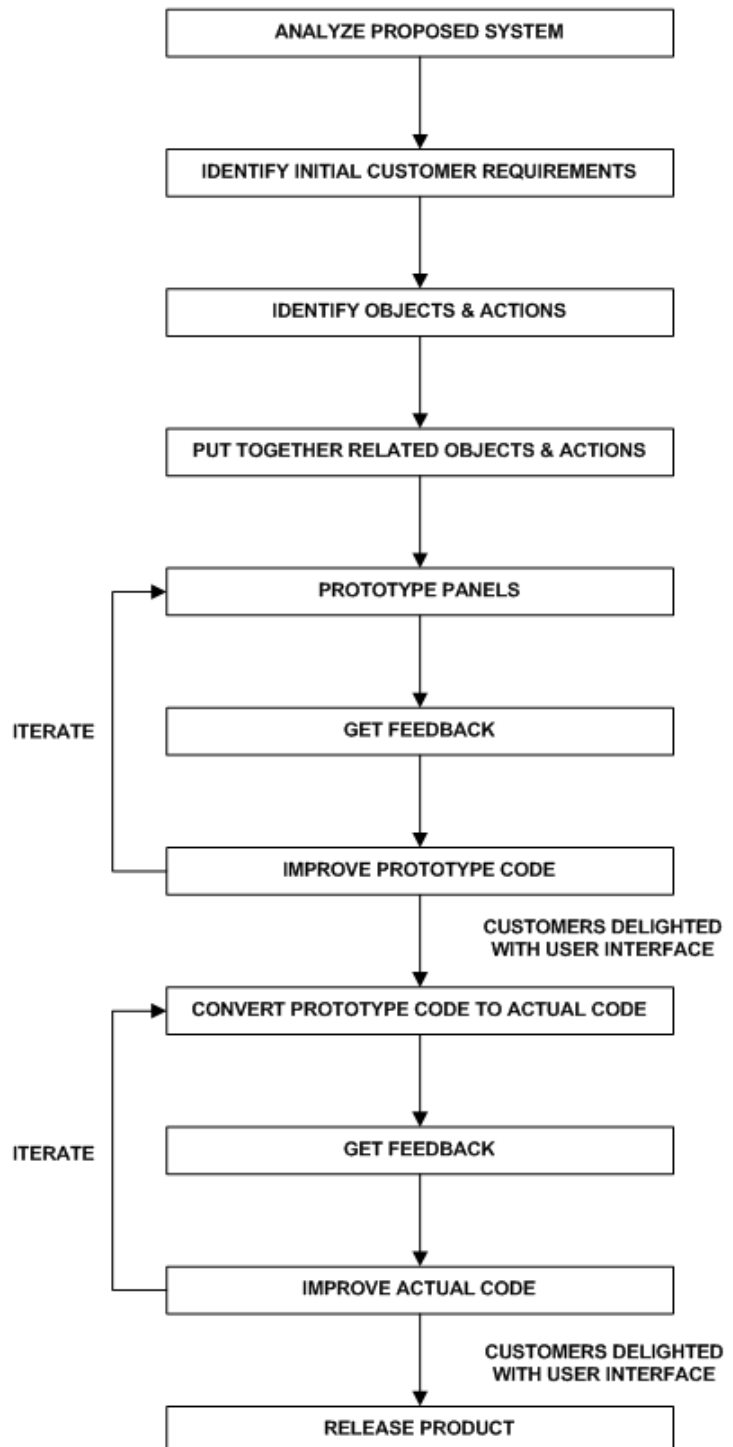 ANALYZE PROPOSED SYSTEM
IDENTIFY INITIAL CUSTOMER REQUIREMENTS
IDENTIFY OBJECTS & ACTIONS
PUT TOGETHER RELATED OBJECTS & ACTIONS
PROTOTYPE PANELS
GET FEEDBACK
ITERATE
IMPROVE PROTOTYPE CODE
CUSTOMERS DELIGHTED
WITH USER INTERFACE
CONVERT PROTOTYPE CODE TO ACTUAL CODE
GET FEEDBACK
ITERATE
IMPROVE ACTUAL CODE
CUSTOMERS DELIGHTED
WITH USER INTERFACE
RELEASE PRODUCT